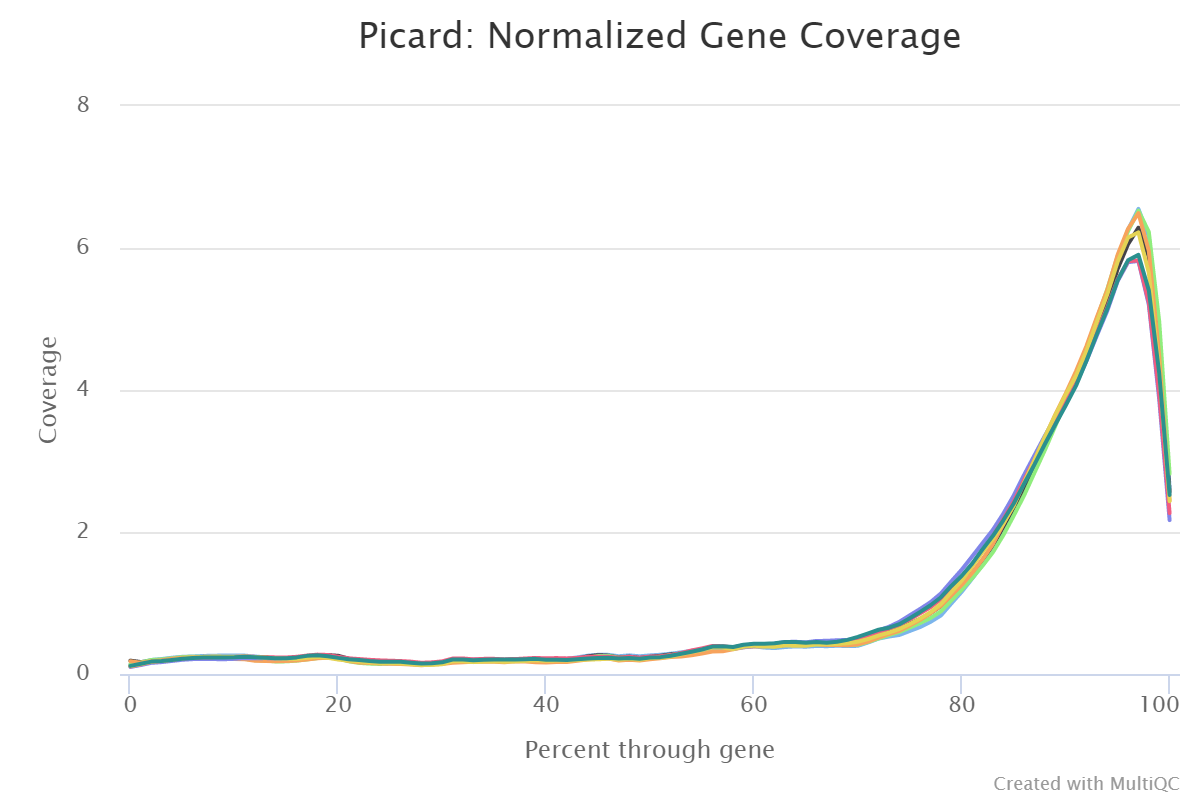 Picard: Normalized Gene Coverage
8
6
4
2
0
Coverage
0 20 40 60 80 100
Percent through gene
Created with MultiQC